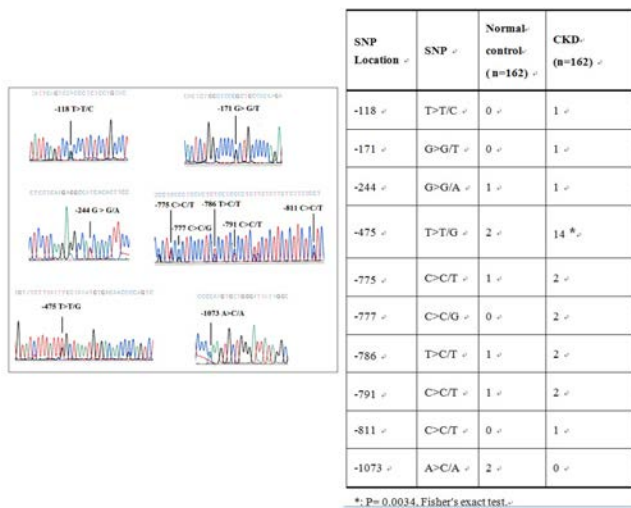 -118 T>T/C
-171 G> G/T
-244 G > G/A
-775 C>C/T
-786 T>C/T
-811 C>C/T
-777 C>C/G
-791 C>C/T
-475 T>T/G
-1073 A>C/A
SNP Location SNP Normal control (n=162) CKD (n=162)
-118 T>T/C 0 1
-171 G>G/T 0 1
-244 G>G/A 1 1
-475 T>T/G 2 14 *
-775 C>C/T 1 2
-777 C>C/G 0 2
-786 T>C/T 1 2
-791 C>C/T 1 2
-811 C>C/T 0 1
-1073 A>C/A 2 0
*: P= 0.0034, Fisher's exact test.